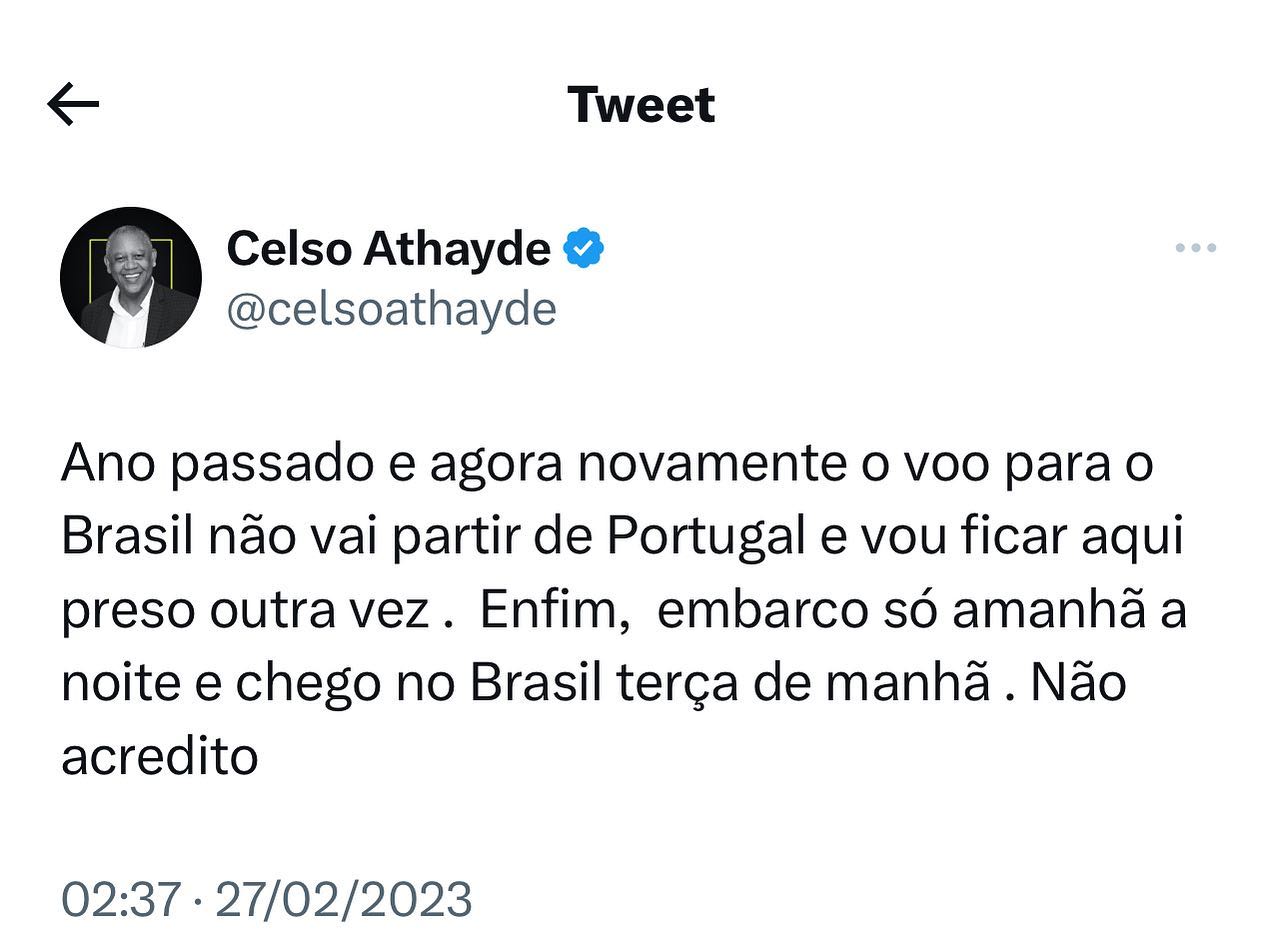 Tweet
Celso Athayde
@celsoathayde
Ano passado e agora novamente o voo para o
Brasil não vai partir de Portugal e vou ficar aqui
preso outra vez .  Enfim,  embarco só amanhã a
noite e chego no Brasil terça de manhã . Não
acredito
02:37 · 27/02/2023